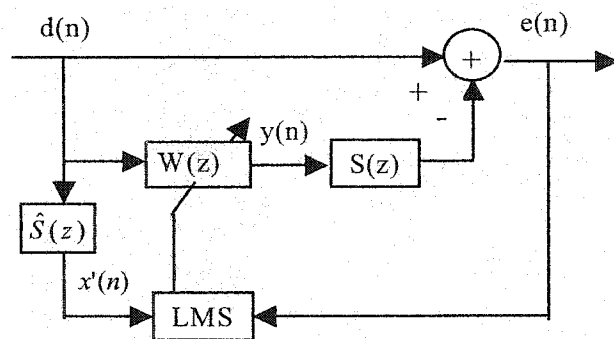 d(n)
e(n)
+
+
-
y(n)
W(z)
S(z)
Ŝ(z)
x'(n)
LMS